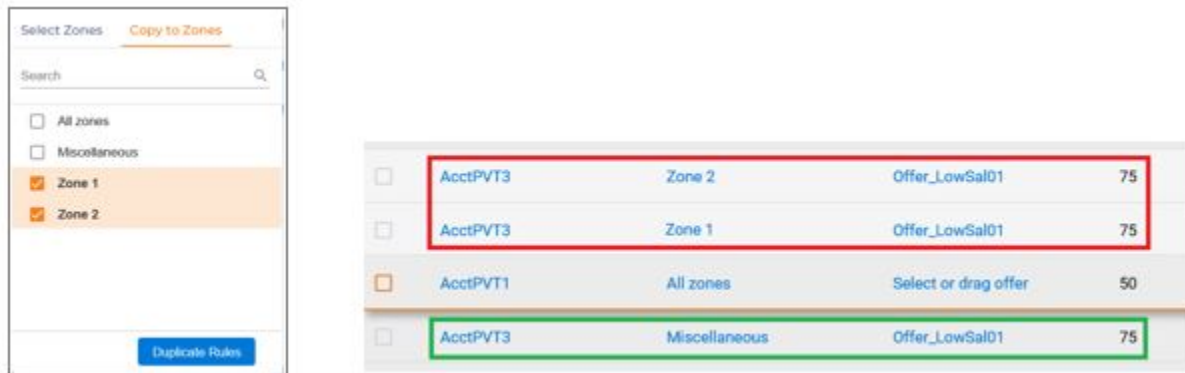 Select Zones Copy to Zones
Search
All zones
Miscellaneous
Zone 1
Zone 2
Duplicate Rules
AcctPVT3 Zone 2 Offer_LowSal01 75
AcctPVT3 Zone 1 Offer_LowSal01 75
AcctPVT1 All zones Select or drag offer 50
AcctPVT3 Miscellaneous Offer_LowSal01 75